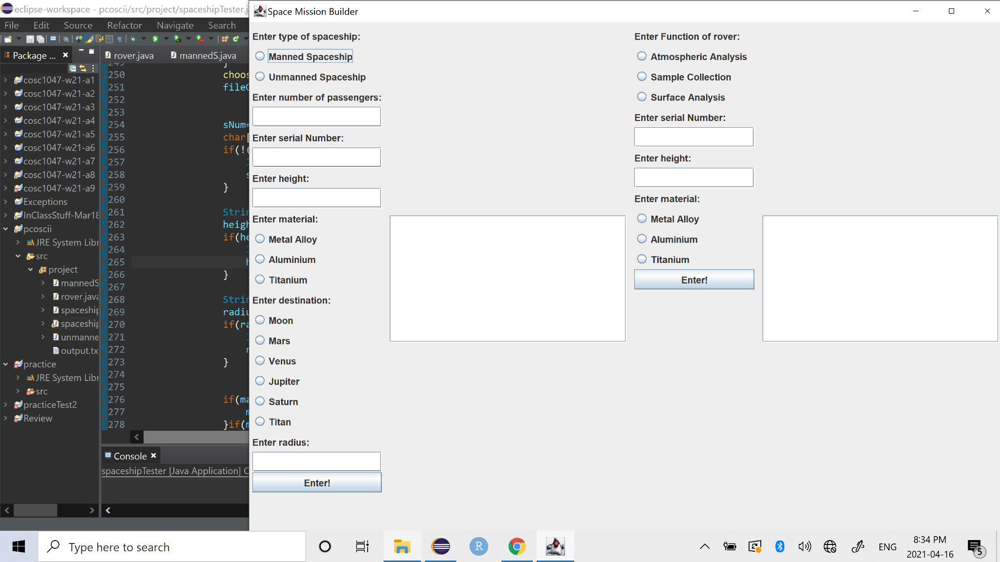 eclipse-workspace - pcoscii/src/project/spaceshipTester.j
File Edit Source Refactor Navigate Search
Package ...
rover.java
mannedS.java
cosc1047-w21-a1
cosc1047-w21-a2
cosc1047-w21-a3
cosc1047-w21-a4
cosc1047-w21-a5
cosc1047-w21-a6
cosc1047-w21-a7
cosc1047-w21-a8
cosc1047-w21-a9
Exceptions
InClassStuff-Mar18
pcoscii
JRE System Libr
src
project
mannedS
rover.java
spaceship
spaceship
unmanne
output.tx
practice
JRE System Libr
src
practiceTest2
Review
249 }
250 choos
251 fileO
252
253
254 sNum=
255 char[
256 if(!(
257 J
258 s
259 }
260
261 Strin
262 heigh
263 if(he
264 J
265 h
266 }
267
268 Strin
269 radiu
270 if(ra
271 J
272 r
273 }
274
275
276 if(ma
277 m
278 }if(m
Console
spaceshipTester [Java Application] C
Space Mission Builder
Enter type of spaceship:
Manned Spaceship
Unmanned Spaceship
Enter number of passengers:
Enter serial Number:
Enter height:
Enter material:
Metal Alloy
Aluminium
Titanium
Enter destination:
Moon
Mars
Venus
Jupiter
Saturn
Titan
Enter radius:
Enter!
Enter Function of rover:
Atmospheric Analysis
Sample Collection
Surface Analysis
Enter serial Number:
Enter height:
Enter material:
Metal Alloy
Aluminium
Titanium
Enter!
Type here to search
R
ENG
8:34 PM
2021-04-16
5